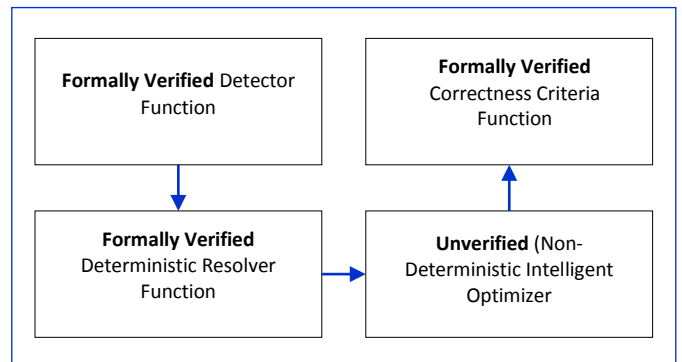 Formally Verified Detector
Function
Formally Verified
Deterministic Resolver
Function
Unverified (Non-
Deterministic Intelligent
Optimizer
Formally Verified
Correctness Criteria
Function